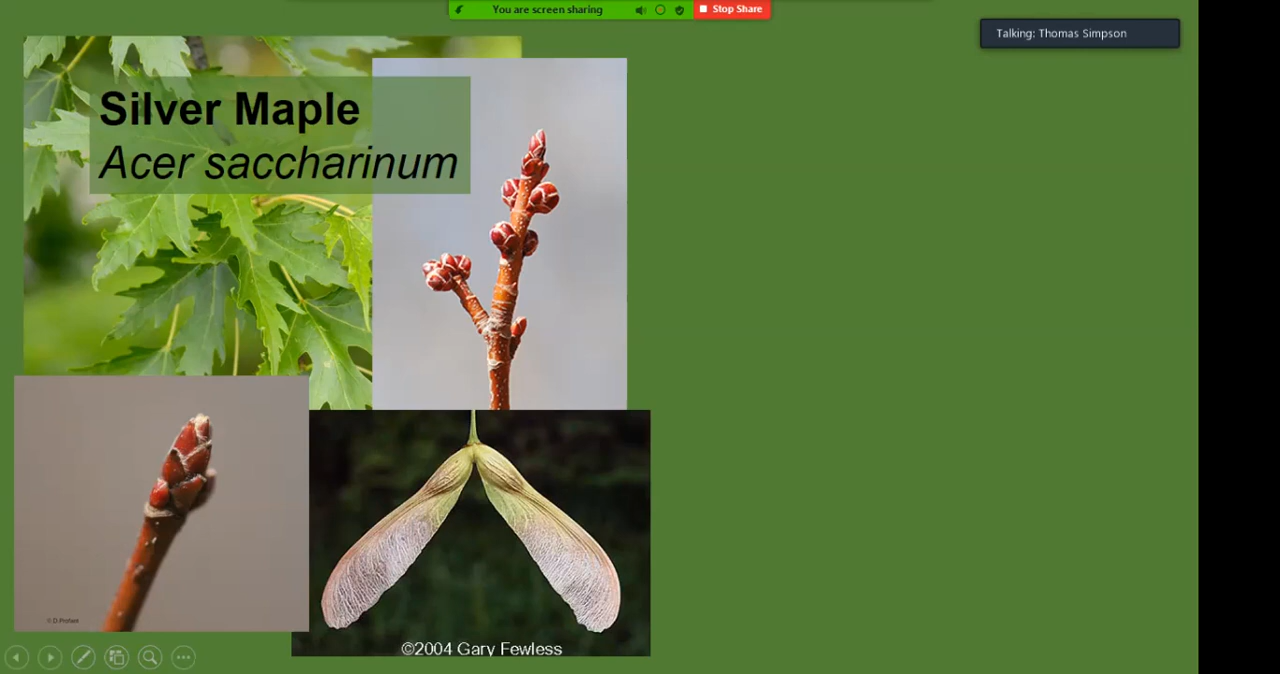 You are screen sharing
Stop Share
Talking: Thomas Simpson
Silver Maple
Acer saccharinum
©2004 Gary Fewless